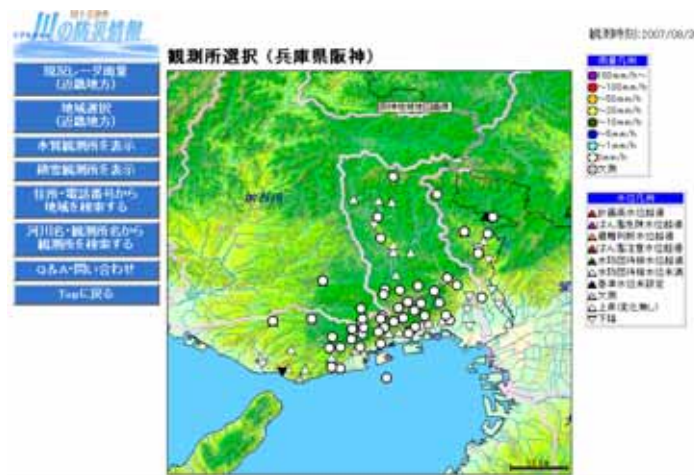 川の防災情報
観測時刻:2007/08/2
観測所選択（兵庫県阪神）
現況レーダ雨量
（近畿地方）
地域選択
（近畿地方）
水質観測所を表示
積雪観測所を表示
住所・電話番号から
地域を検索する
河川名・観測所名から
観測所を検索する
Q&A・問い合わせ
Topに戻る
雨量凡例
100mm/h～
～100mm/h
～50mm/h
～20mm/h
～10mm/h
～1mm/h
0mm/h
欠測
水位凡例
計画高水位超過
はん濫危険水位超過
避難判断水位超過
はん濫注意水位超過
水防団待機水位超過
水防団待機水位未満
基準水位未設定
欠測
上昇(変化無し)
下降